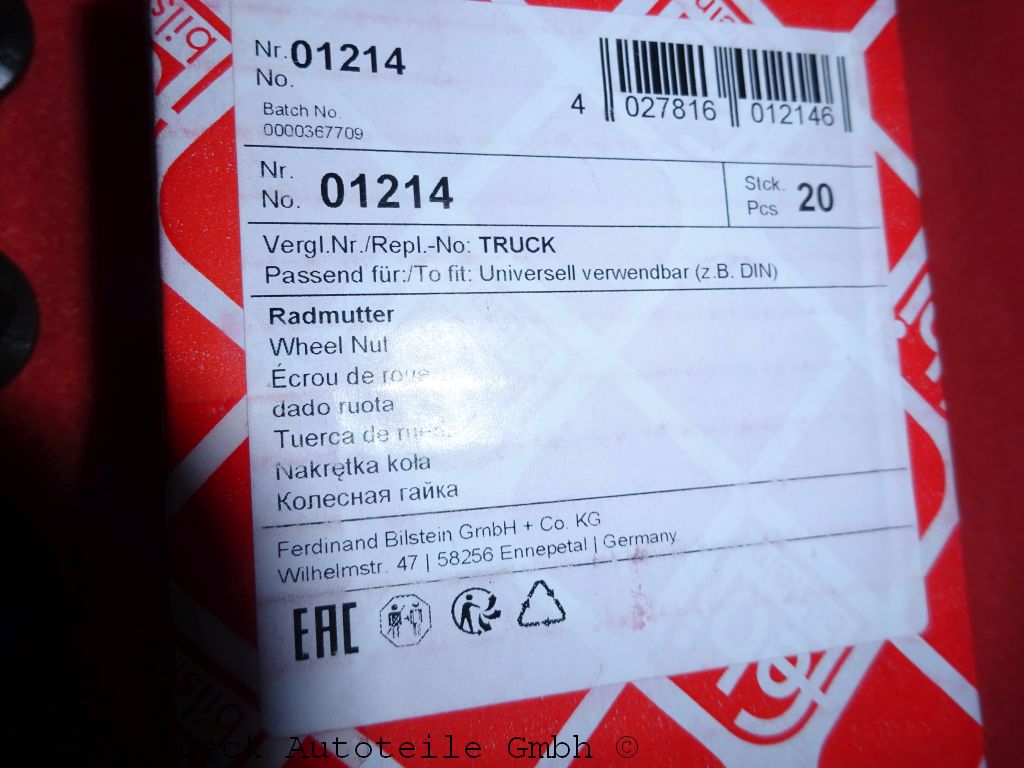 bilstein
Nr. 01214
No.
Batch No.
0000367709
4 027816 012146
Nr. 01214
No.
Stck. 20
Pcs
Vergl.Nr./Repl.-No: TRUCK
Passend für:/To fit: Universell verwendbar (z.B. DIN)
Radmutter
Wheel Nut
Écrou de roue
dado ruota
Tuerca de
Nakrętka koła
Колесная гайка
Ferdinand Bilstein GmbH + Co. KG
Wilhelmstr. 47 | 58256 Ennepetal | Germany
EAC
Autoteile Gmbh ©